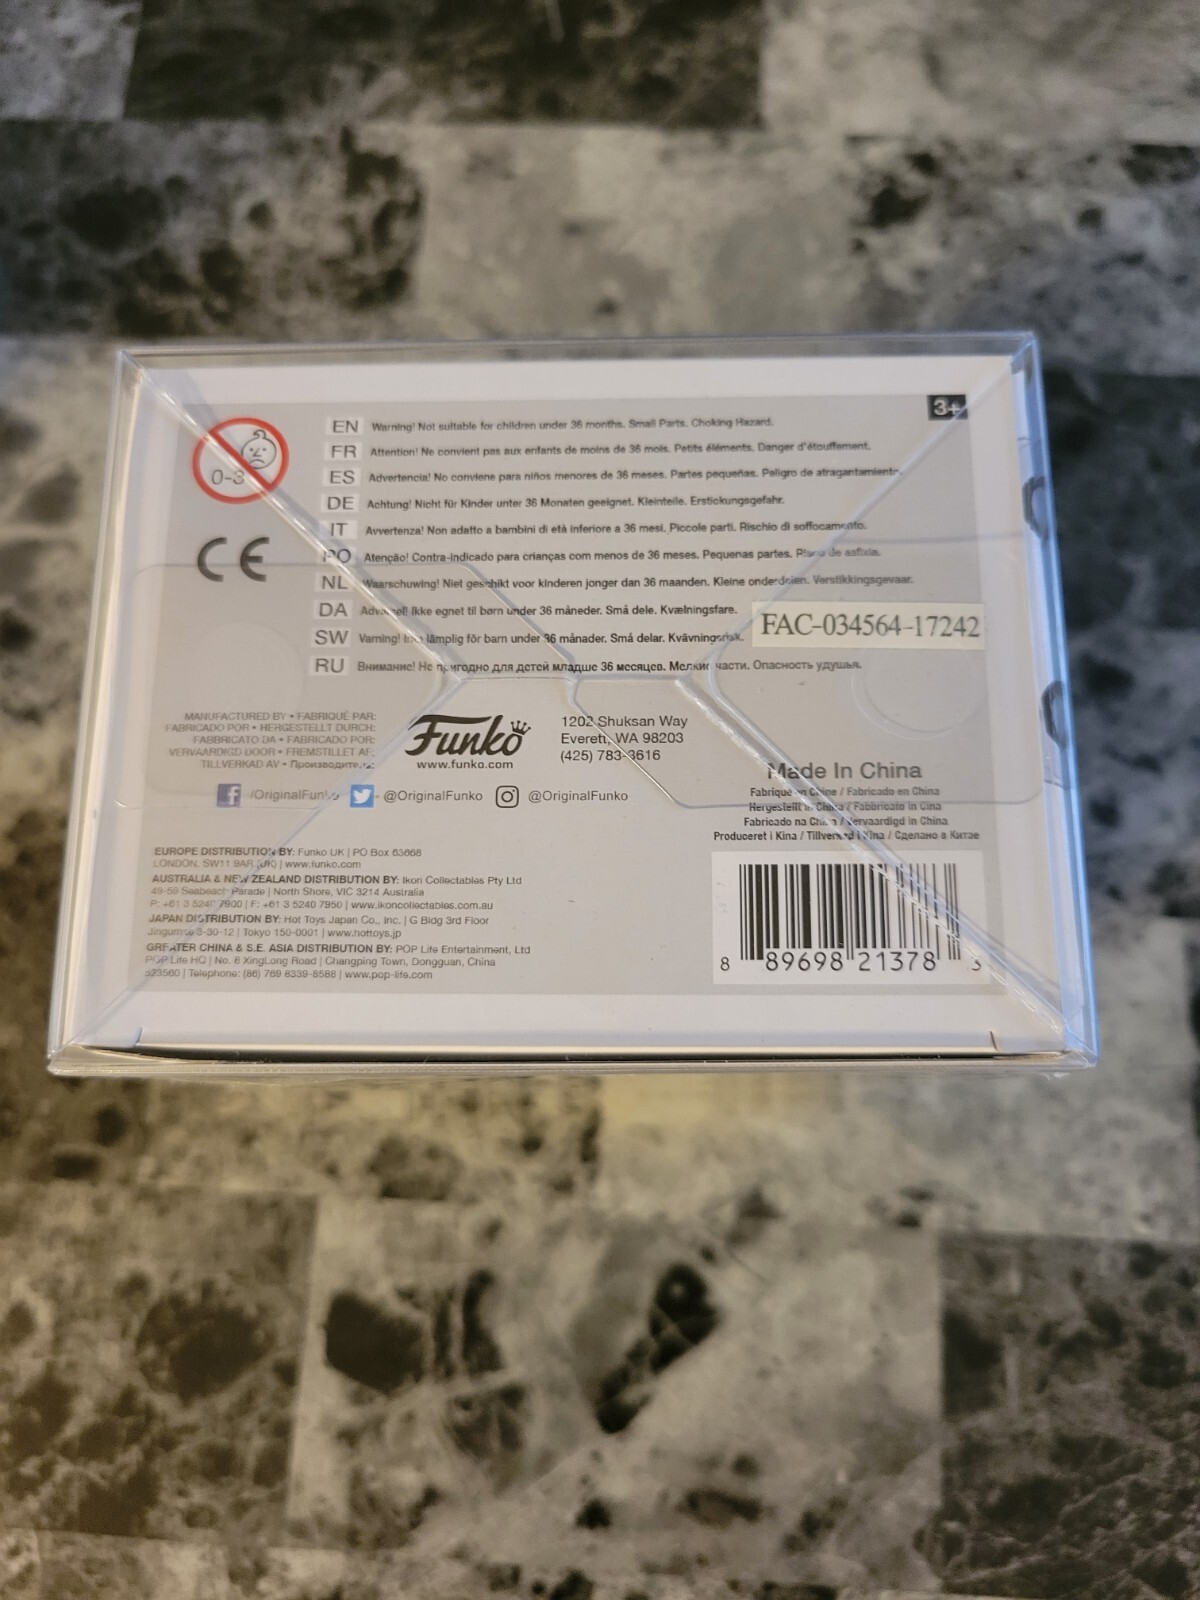 3+
0-3
EN Warning! Not suitable for children under 36 months. Small Parts. Choking Hazard.
FR Attention! Ne convient pas aux enfants de moins de 36 mois. Petits éléments. Danger d'étouffement.
ES Advertencia! No conviene para niños menores de 36 meses. Partes pequeñas. Peligro de atragantamiento.
DE Achtung! Nicht für Kinder unter 36 Monaten geeignet. Kleinteile. Erstickungsgefahr.
IT Avvertenza! Non adatto a bambini di età inferiore a 36 mesi. Piccole parti. Rischio di soffocamento.
CE
PO Atenção! Contra-indicado para crianças com menos de 36 meses. Pequenas partes. de asfixia.
NL Waarschuwing! Niet geschikt voor kinderen jonger dan 36 maanden. Kleine onderdelen. Verstikkingsgevaar.
DA Advarsel! Ikke egnet til børn under 36 måneder. Små dele. Kvælningsfare.
SW Varning! lämplig för barn under 36 månader. Små delar. Kvävningsrisk.
FAC-034564-17242
RU Внимание! Не пригодно для детей младше 36 месяцев. Мелкие части. Опасность удушья.
MANUFACTURED BY • FABRIQUÉ PAR:
FABRICADO POR • HERGESTELLT DURCH:
FABBRICATO DA • FABRICADO POR:
VERVAARDIGD DOOR • FREMSTILLET AF:
TILLVERKAD AV • Производитель:
Funko
www.funko.com
1202 Shuksan Way
Everett, WA 98203
(425) 783-3616
/OriginalFunko @OriginalFunko @OriginalFunko
Made In China
Fabriqué en Chine / Fabricado en China
Hergestellt in China / Fabbricato in Cina
Fabricado na China / Vervaardigd in China
Produceret i Kina / Tillverkad i Kina / Сделано в Китае
EUROPE DISTRIBUTION BY: Funko UK | PO Box 63668
LONDON, SW11 9AR (UK) | www.funko.com
AUSTRALIA & NEW ZEALAND DISTRIBUTION BY: Ikon Collectables Pty Ltd
49-59 Seabeach Parade | North Shore, VIC 3214 Australia
P: +61 3 5240 7900 | F: +61 3 5240 7950 | www.ikoncollectables.com.au
JAPAN DISTRIBUTION BY: Hot Toys Japan Co., Inc. | G Bldg 3rd Floor
Jingumae 3-30-12 | Tokyo 150-0001 | www.hottoys.jp
GREATER CHINA & S.E. ASIA DISTRIBUTION BY: POP Life Entertainment, Ltd
POP Life HQ | No. 6 XingLong Road | Changping Town, Dongguan, China
523560 | Telephone: (86) 769 8339-8588 | www.pop-life.com
8 89698 21378 3